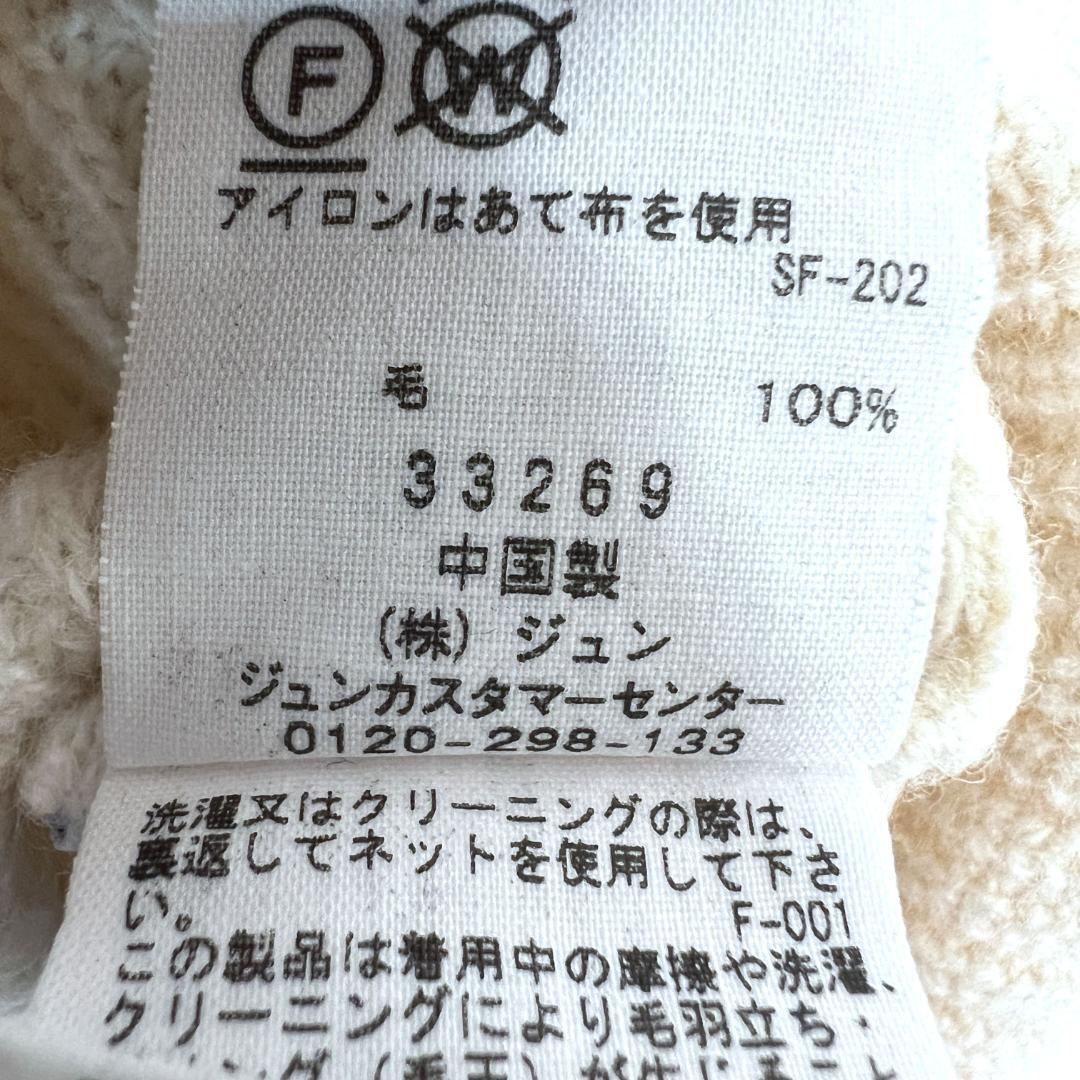 F W
アイロンはあて布を使用
SF-202
毛 100%
33269
中国製
(株) ジュン
ジュンカスタマーセンター
0120-298-133
洗濯又はクリーニングの際は、
裏返してネットを使用して下さ
い。
F-001
この製品は着用中の摩擦や洗濯、
クリーニングにより毛羽立ち・